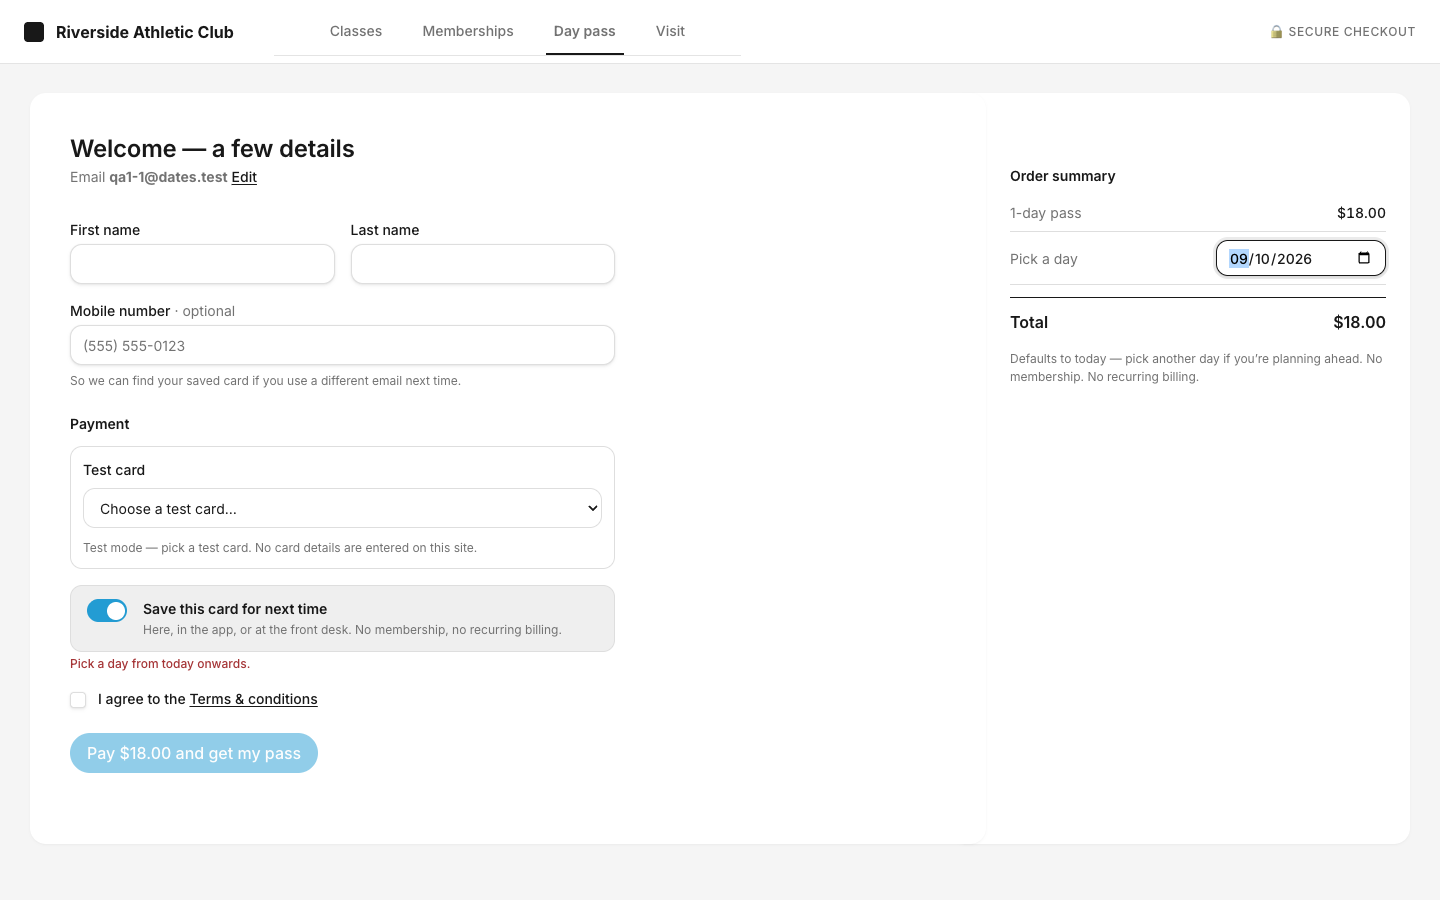 Riverside Athletic Club
Classes
Memberships
Day pass
Visit
🔒 SECURE CHECKOUT
Welcome — a few details
Email qa1-1@dates.test Edit
First name
Last name
Mobile number · optional
(555) 555-0123
So we can find your saved card if you use a different email next time.
Payment
Test card
Choose a test card...
Test mode — pick a test card. No card details are entered on this site.
Save this card for next time
Here, in the app, or at the front desk. No membership, no recurring billing.
Pick a day from today onwards.
I agree to the Terms & conditions
Pay $18.00 and get my pass
Order summary
1-day pass $18.00
Pick a day 09/10/2026
Total $18.00
Defaults to today — pick another day if you’re planning ahead. No
membership. No recurring billing.